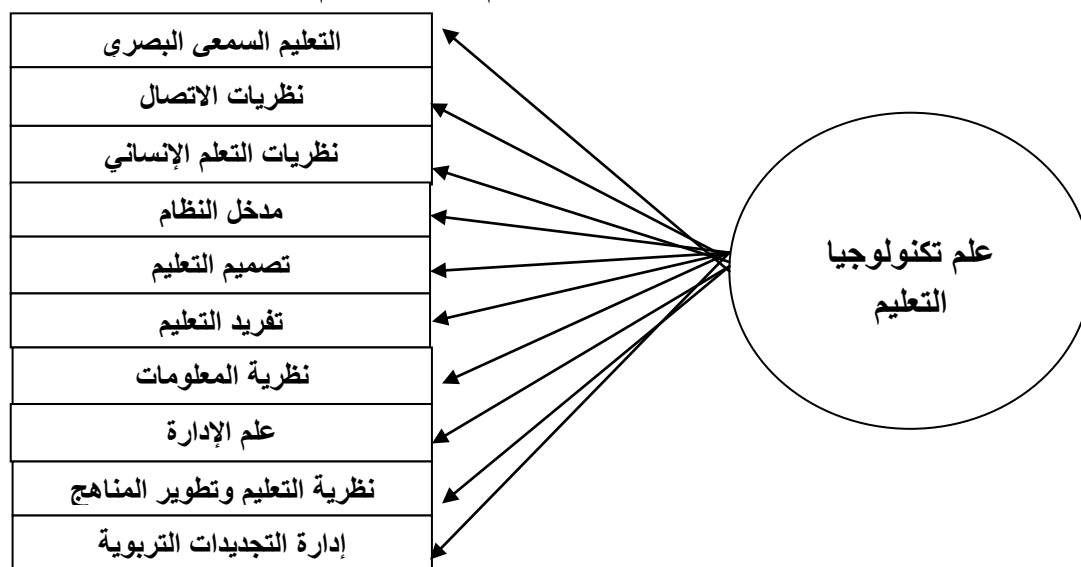 التعليم السمعى البصري
نظريات الاتصال
نظريات التعلم الإنساني
مدخل النظام
تصميم التعليم
تفريد التعليم
نظرية المعلومات
علم الإدارة
نظرية التعليم وتطوير المناهج
إدارة التجديدات التربوية
علم تكنولوجيا
التعليم